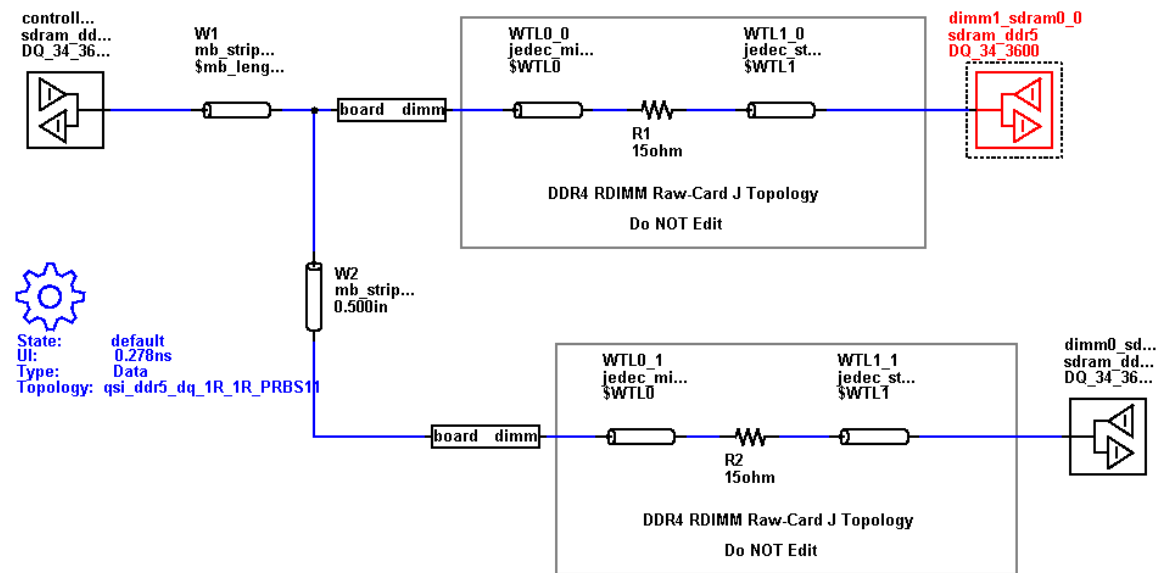 controll...
sdram_dd...
DQ_34_36...
W1
mb_strip...
$mb_leng...
WTL0_0
jedec_mi...
$WTL0
WTL1_0
jedec_st...
$WTL1
dimm1_sdram0_0
sdram_ddr5
DQ_34_3600
board dimm
R1
15ohm
DDR4 RDIMM Raw-Card J Topology
Do NOT Edit
W2
mb_strip...
0.500in
State: default
UI: 0.278ns
Type: Data
Topology: qsi_ddr5_dq_1R_1R_PRBS11
WTL0_1
jedec_mi...
$WTL0
WTL1_1
jedec_st...
$WTL1
dimm0_sd...
sdram_dd...
DQ_34_36...
board dimm
R2
15ohm
DDR4 RDIMM Raw-Card J Topology
Do NOT Edit